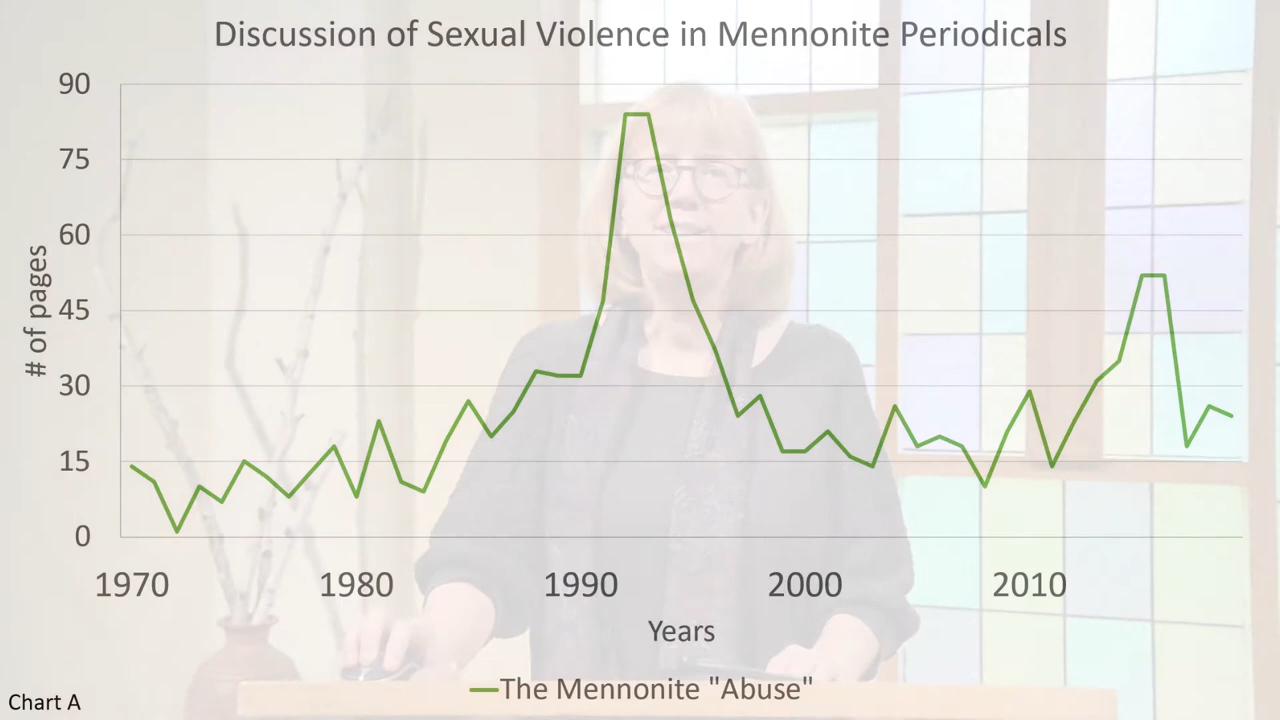 Discussion of Sexual Violence in Mennonite Periodicals
90
75
60
45
30
15
0
# of pages
1970 1980 1990 2000 2010
Years
The Mennonite "Abuse"
Chart A